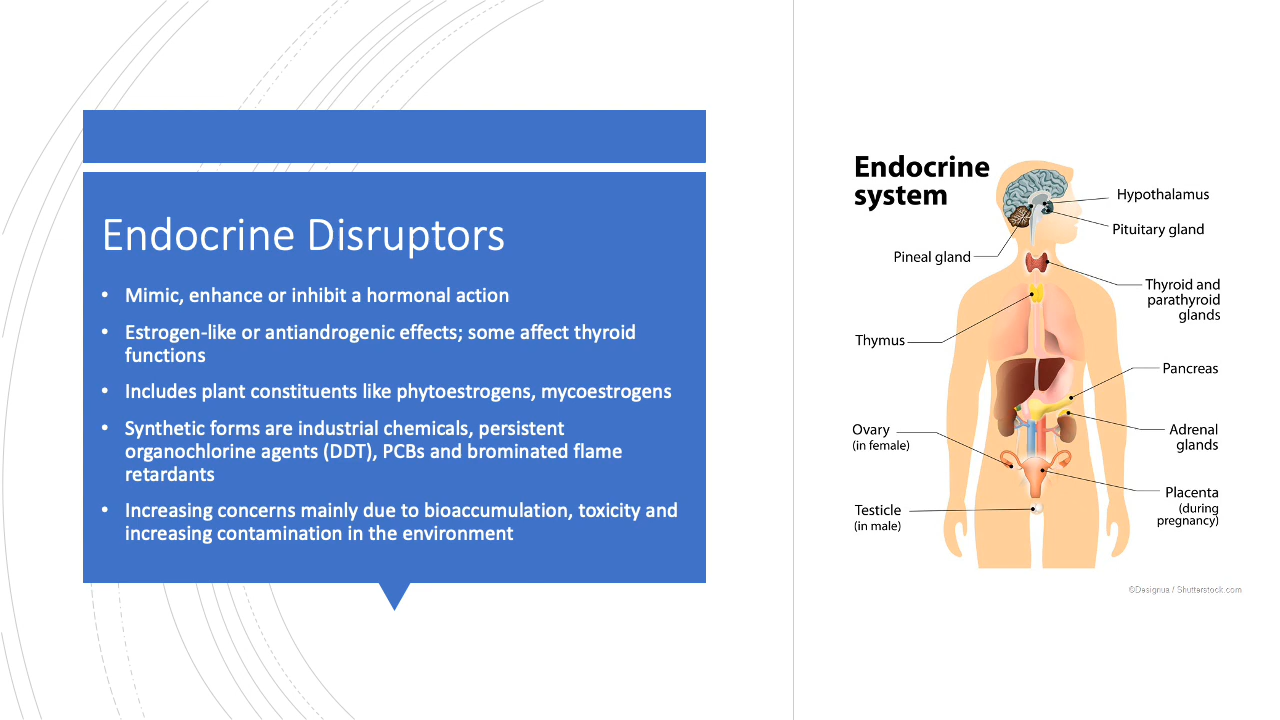 Endocrine Disruptors
• Mimic, enhance or inhibit a hormonal action
• Estrogen-like or antiandrogenic effects; some affect thyroid
functions
• Includes plant constituents like phytoestrogens, mycoestrogens
• Synthetic forms are industrial chemicals, persistent
organochlorine agents (DDT), PCBs and brominated flame
retardants
• Increasing concerns mainly due to bioaccumulation, toxicity and
increasing contamination in the environment
Endocrine
system
Hypothalamus
Pituitary gland
Pineal gland
Thyroid and
parathyroid
glands
Thymus
Pancreas
Ovary
(in female)
Adrenal
glands
Placenta
(during
pregnancy)
Testicle
(in male)
©Designua / Shutterstock.com